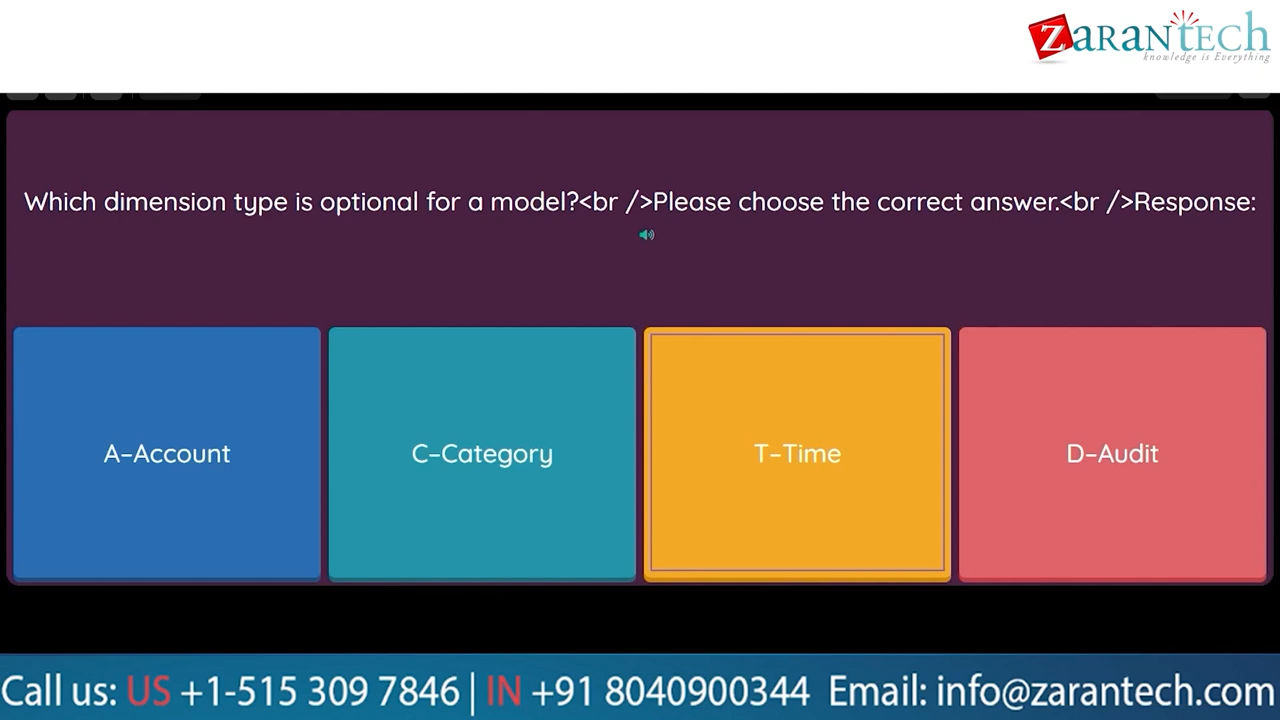 ZARANTECH
knowledge is Everything
Which dimension type is optional for a model?<br />Please choose the correct answer.<br />Response:
A–Account
C–Category
T–Time
D–Audit
Call us: US +1-515 309 7846 | IN +91 8040900344 Email: info@zarantech.com